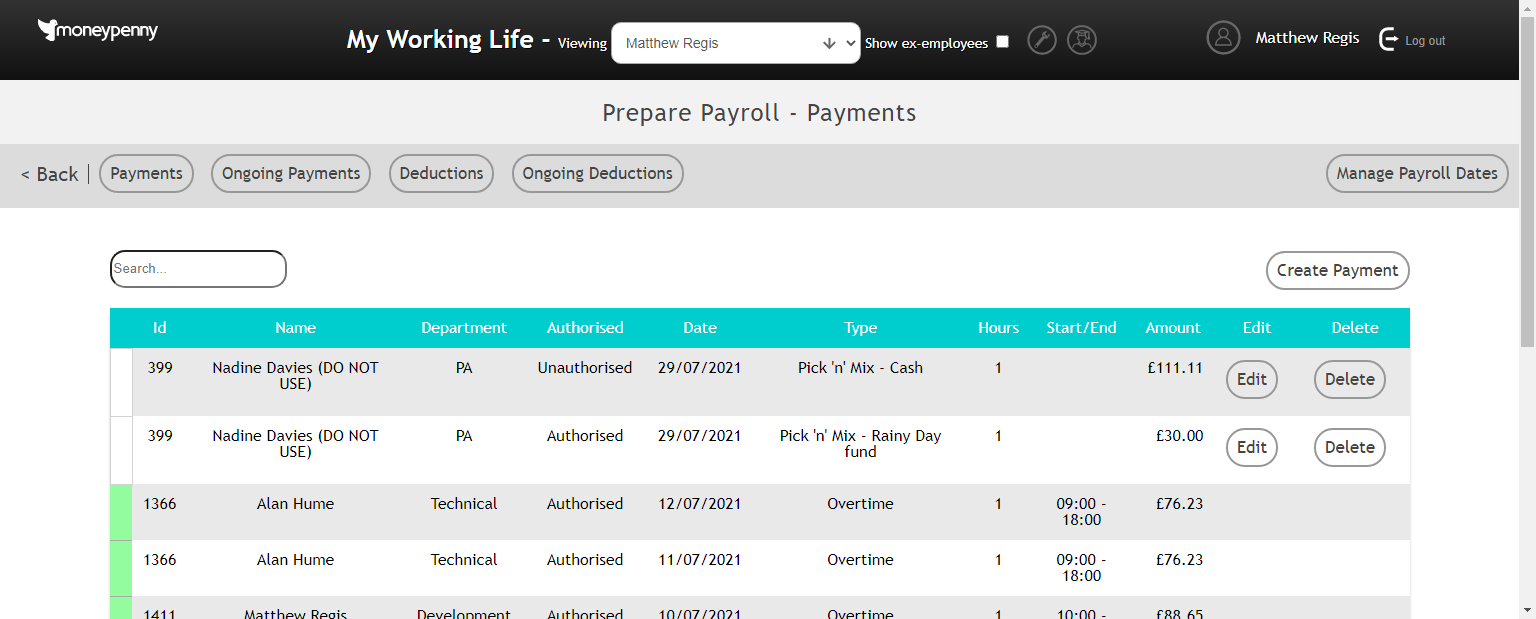 moneypenny
My Working Life - Viewing Matthew Regis Show ex-employees
Matthew Regis Log out
Prepare Payroll - Payments
< Back | Payments Ongoing Payments Deductions Ongoing Deductions Manage Payroll Dates
Search... Create Payment
Id Name Department Authorised Date Type Hours Start/End Amount Edit Delete
399 Nadine Davies (DO NOT PA Unauthorised 29/07/2021 Pick 'n' Mix - Cash 1 £111.11 Edit Delete
USE)
399 Nadine Davies (DO NOT PA Authorised 29/07/2021 Pick 'n' Mix - Rainy Day 1 £30.00 Edit Delete
USE) fund
1366 Alan Hume Technical Authorised 12/07/2021 Overtime 1 09:00 - £76.23
18:00
1366 Alan Hume Technical Authorised 11/07/2021 Overtime 1 09:00 - £76.23
18:00
1411 Matthew Regis Development Authorised 10/07/2021 Overtime 1 10:00 - £88.65